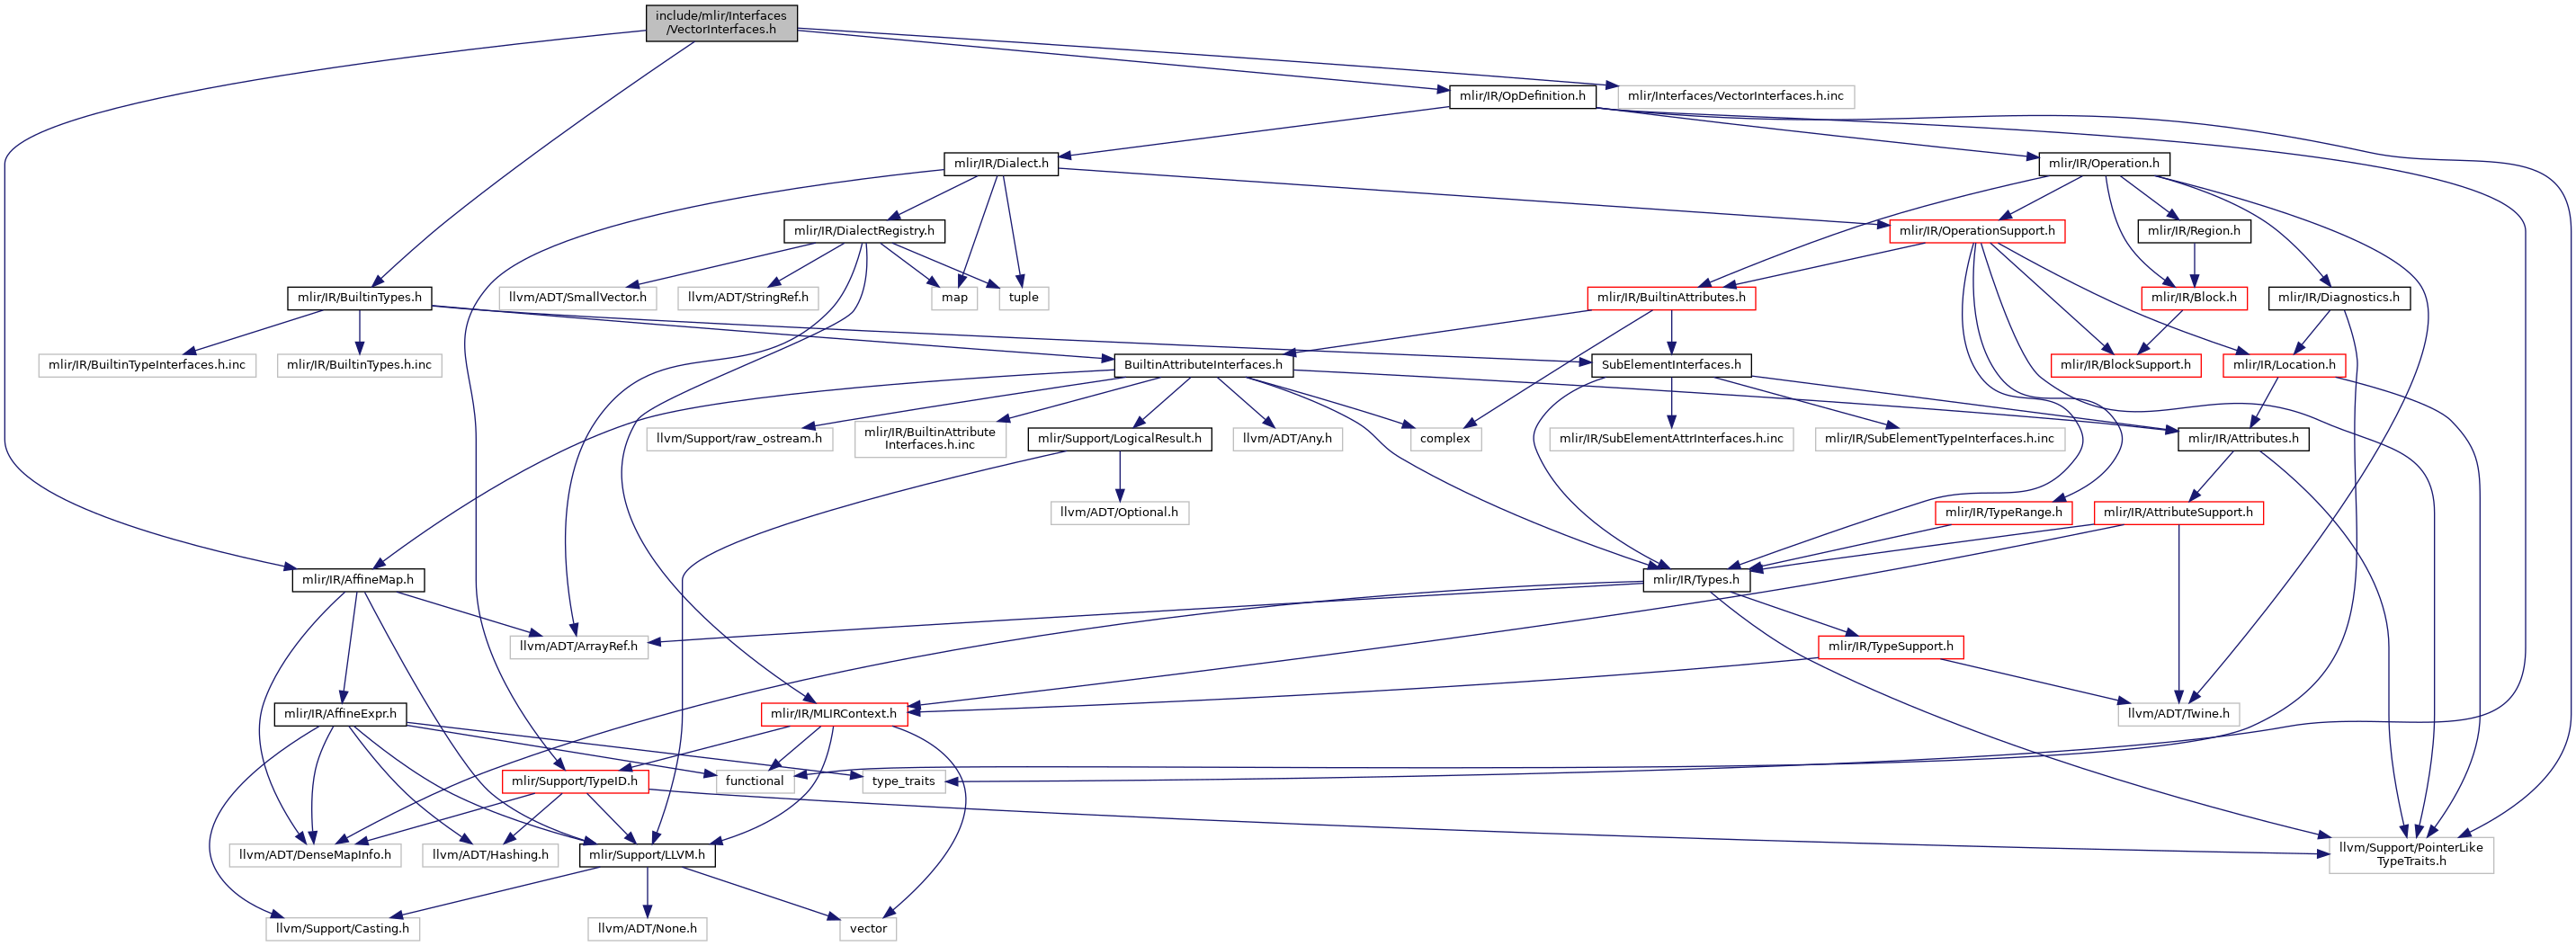 include/mlir/Interfaces
/VectorInterfaces.h
mlir/IR/OpDefinition.h
mlir/Interfaces/VectorInterfaces.h.inc
mlir/IR/Dialect.h
mlir/IR/Operation.h
mlir/IR/DialectRegistry.h
mlir/IR/OperationSupport.h
mlir/IR/Region.h
mlir/IR/BuiltinTypes.h
llvm/ADT/SmallVector.h
llvm/ADT/StringRef.h
map
tuple
mlir/IR/BuiltinAttributes.h
mlir/IR/Block.h
mlir/IR/Diagnostics.h
mlir/IR/BuiltinTypeInterfaces.h.inc
mlir/IR/BuiltinTypes.h.inc
BuiltinAttributeInterfaces.h
SubElementInterfaces.h
mlir/IR/BlockSupport.h
mlir/IR/Location.h
llvm/Support/raw_ostream.h
mlir/IR/BuiltinAttribute
Interfaces.h.inc
mlir/Support/LogicalResult.h
llvm/ADT/Any.h
complex
mlir/IR/SubElementAttrInterfaces.h.inc
mlir/IR/SubElementTypeInterfaces.h.inc
mlir/IR/Attributes.h
llvm/ADT/Optional.h
mlir/IR/TypeRange.h
mlir/IR/AttributeSupport.h
mlir/IR/AffineMap.h
mlir/IR/Types.h
llvm/ADT/ArrayRef.h
mlir/IR/TypeSupport.h
mlir/IR/AffineExpr.h
mlir/IR/MLIRContext.h
llvm/ADT/Twine.h
mlir/Support/TypeID.h
functional
type_traits
llvm/ADT/DenseMapInfo.h
llvm/ADT/Hashing.h
mlir/Support/LLVM.h
llvm/Support/PointerLike
TypeTraits.h
llvm/Support/Casting.h
llvm/ADT/None.h
vector